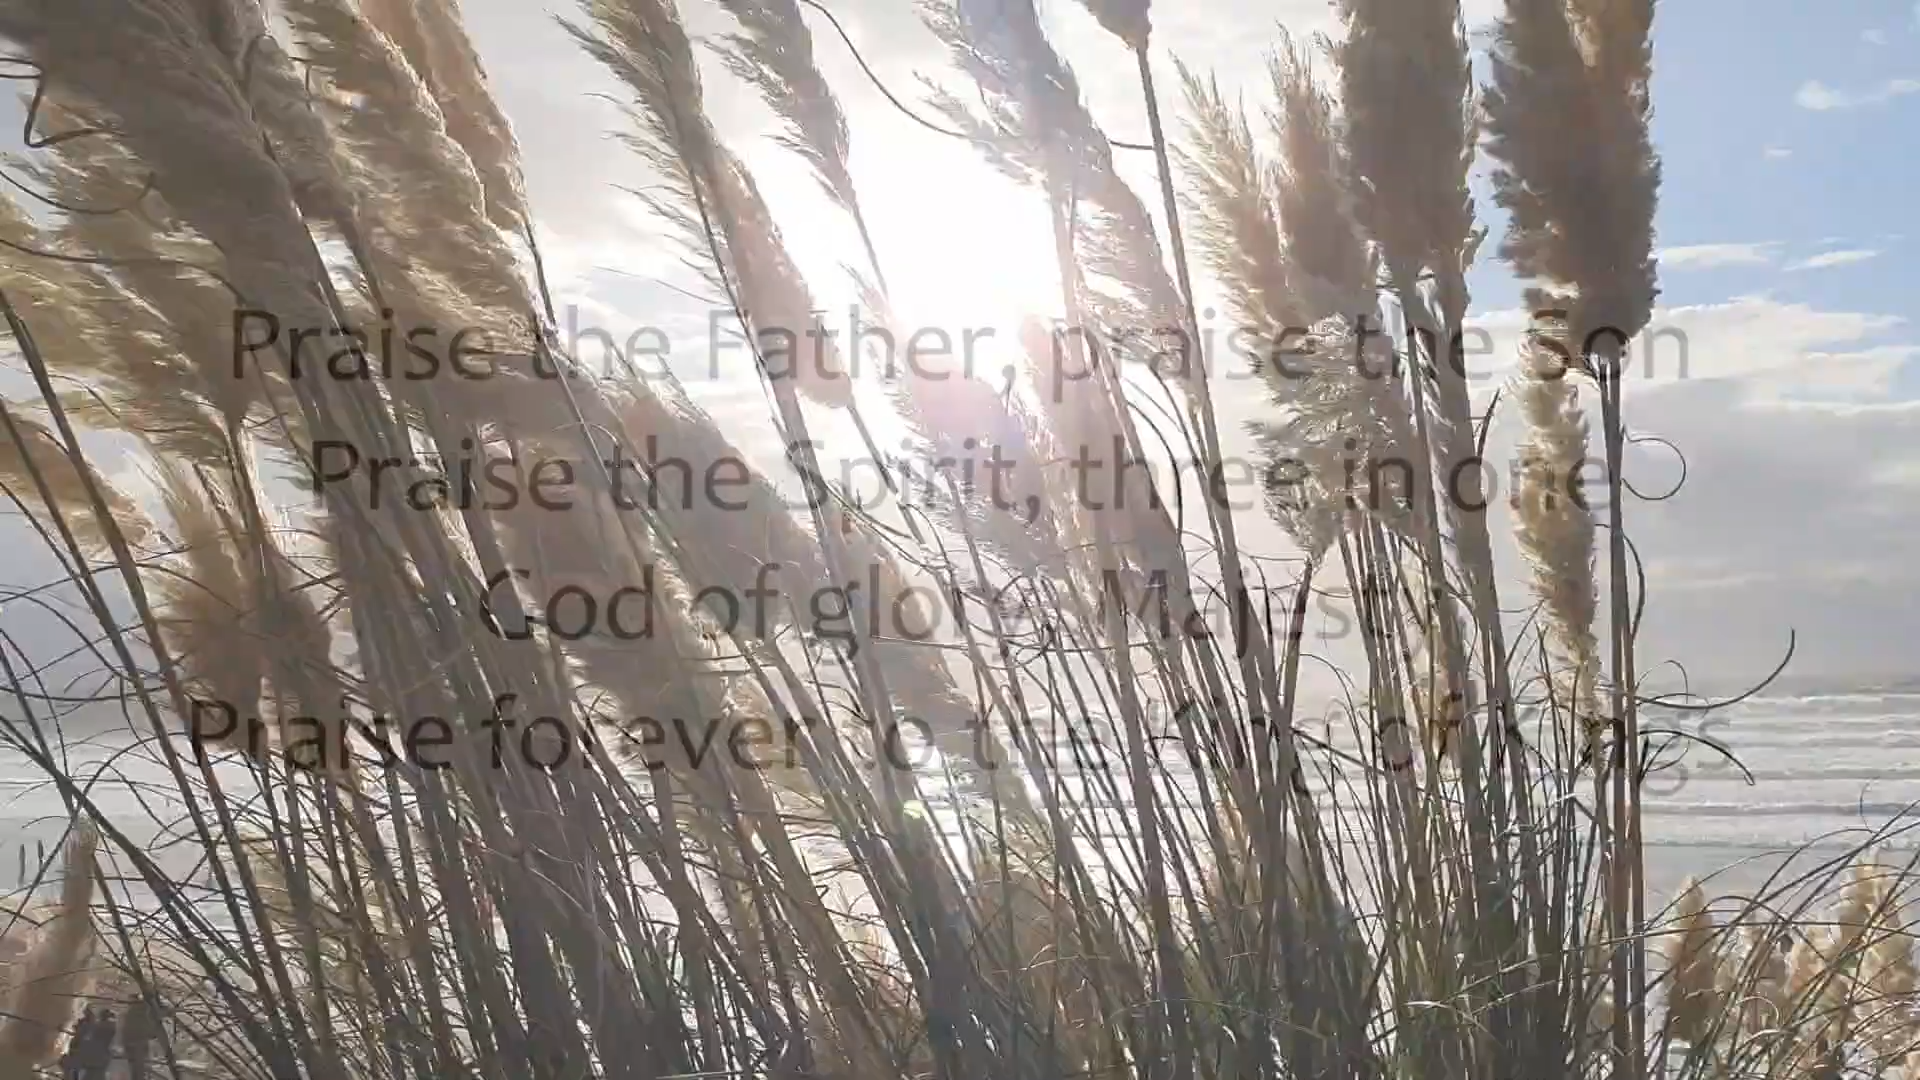 Praise the Father, praise the Son
Praise the Spirit, three in one
God of glory, Majesty
Praise forever to the King of Kings